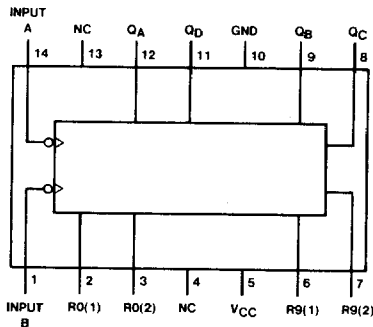 INPUT
A NC QA QD GND QB QC
14 13 12 11 10 9 8
1 2 3 4 5 6 7
INPUT R0(1) R0(2) NC VCC R9(1) R9(2)
B